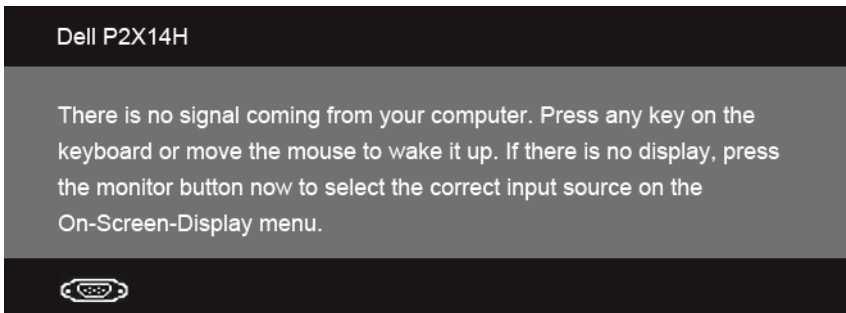 Dell P2X14H
There is no signal coming from your computer. Press any key on the
keyboard or move the mouse to wake it up. If there is no display, press
the monitor button now to select the correct input source on the
On-Screen-Display menu.